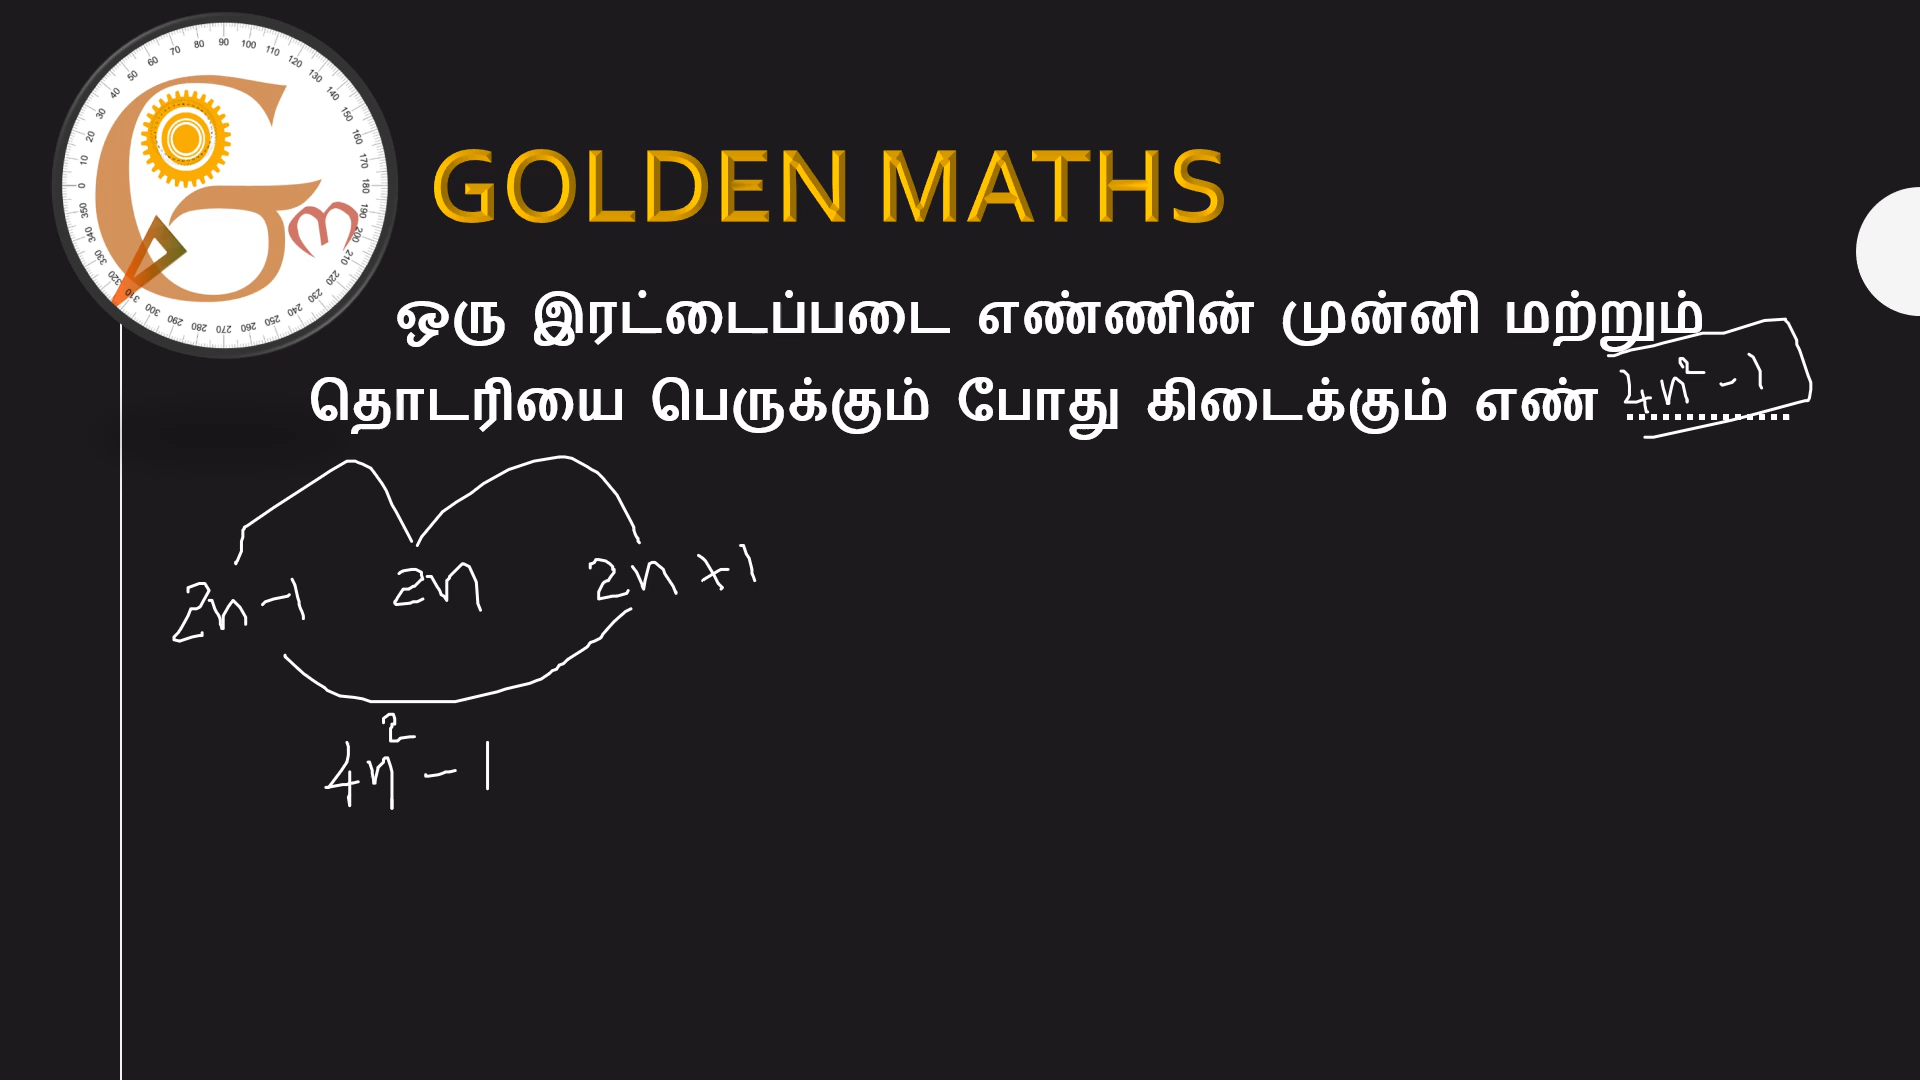 GOLDEN MATHS
ஒரு இரட்டைப்படை எண்ணின் முன்னி மற்றும்
தொடரியை பெருக்கும் போது கிடைக்கும் எண் ..............
4n² - 1
2n - 1 2n 2n + 1
4n² - 1